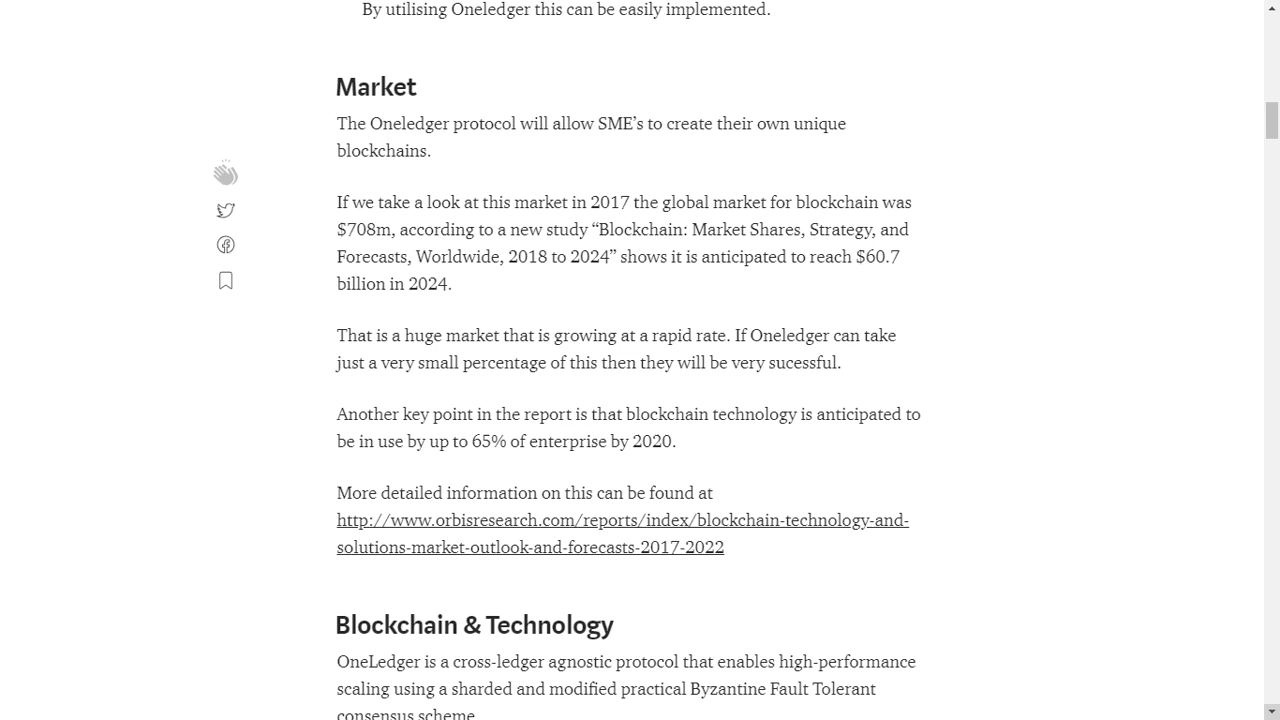 By utilising Oneledger this can be easily implemented.
Market
The Oneledger protocol will allow SME’s to create their own unique
blockchains.
If we take a look at this market in 2017 the global market for blockchain was
$708m, according to a new study “Blockchain: Market Shares, Strategy, and
Forecasts, Worldwide, 2018 to 2024” shows it is anticipated to reach $60.7
billion in 2024.
That is a huge market that is growing at a rapid rate. If Oneledger can take
just a very small percentage of this then they will be very sucessful.
Another key point in the report is that blockchain technology is anticipated to
be in use by up to 65% of enterprise by 2020.
More detailed information on this can be found at
http://www.orbisresearch.com/reports/index/blockchain-technology-and-
solutions-market-outlook-and-forecasts-2017-2022
Blockchain & Technology
OneLedger is a cross-ledger agnostic protocol that enables high-performance
scaling using a sharded and modified practical Byzantine Fault Tolerant
consensus scheme.